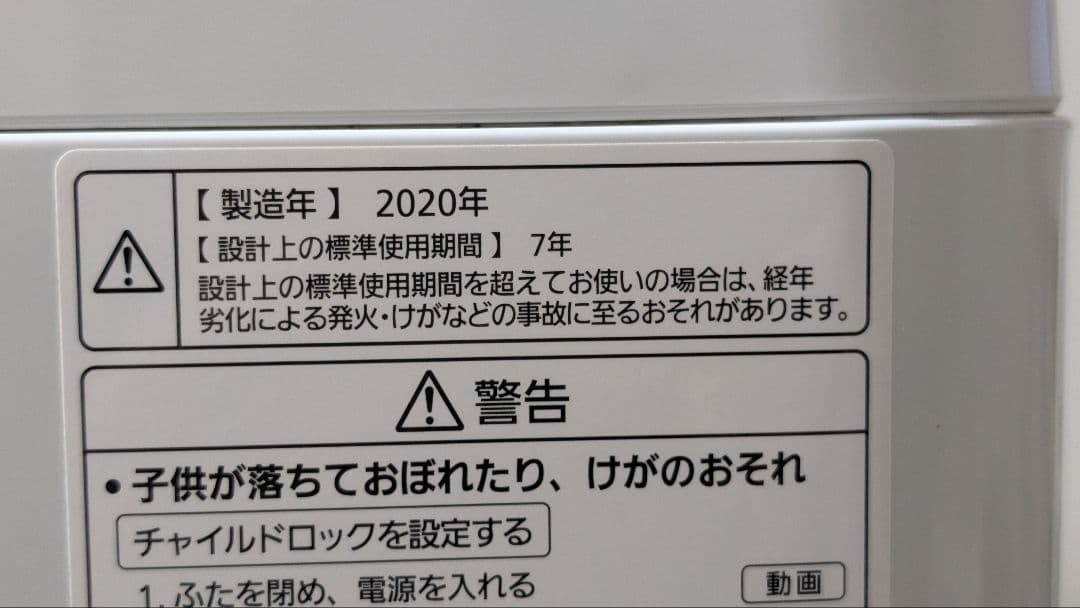 【製造年】 2020年
【設計上の標準使用期間】 7年
設計上の標準使用期間を超えてお使いの場合は、経年
劣化による発火・けがなどの事故に至るおそれがあります。
警告
・子供が落ちておぼれたり、けがのおそれ
チャイルドロックを設定する
1. ふたを閉め、電源を入れる
動画